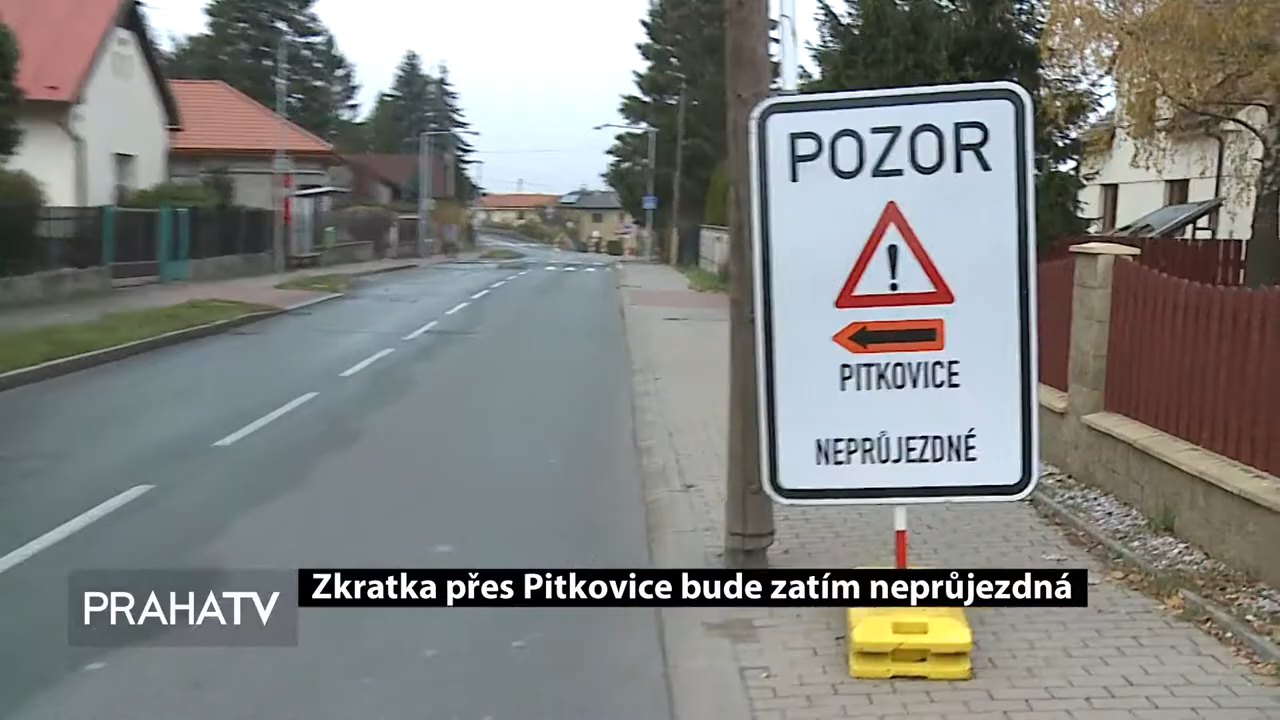 POZOR
!
PITKOVICE
NEPRŮJEZDNÉ
Zkratka přes Pitkovice bude zatím neprůjezdná
PRAHATV